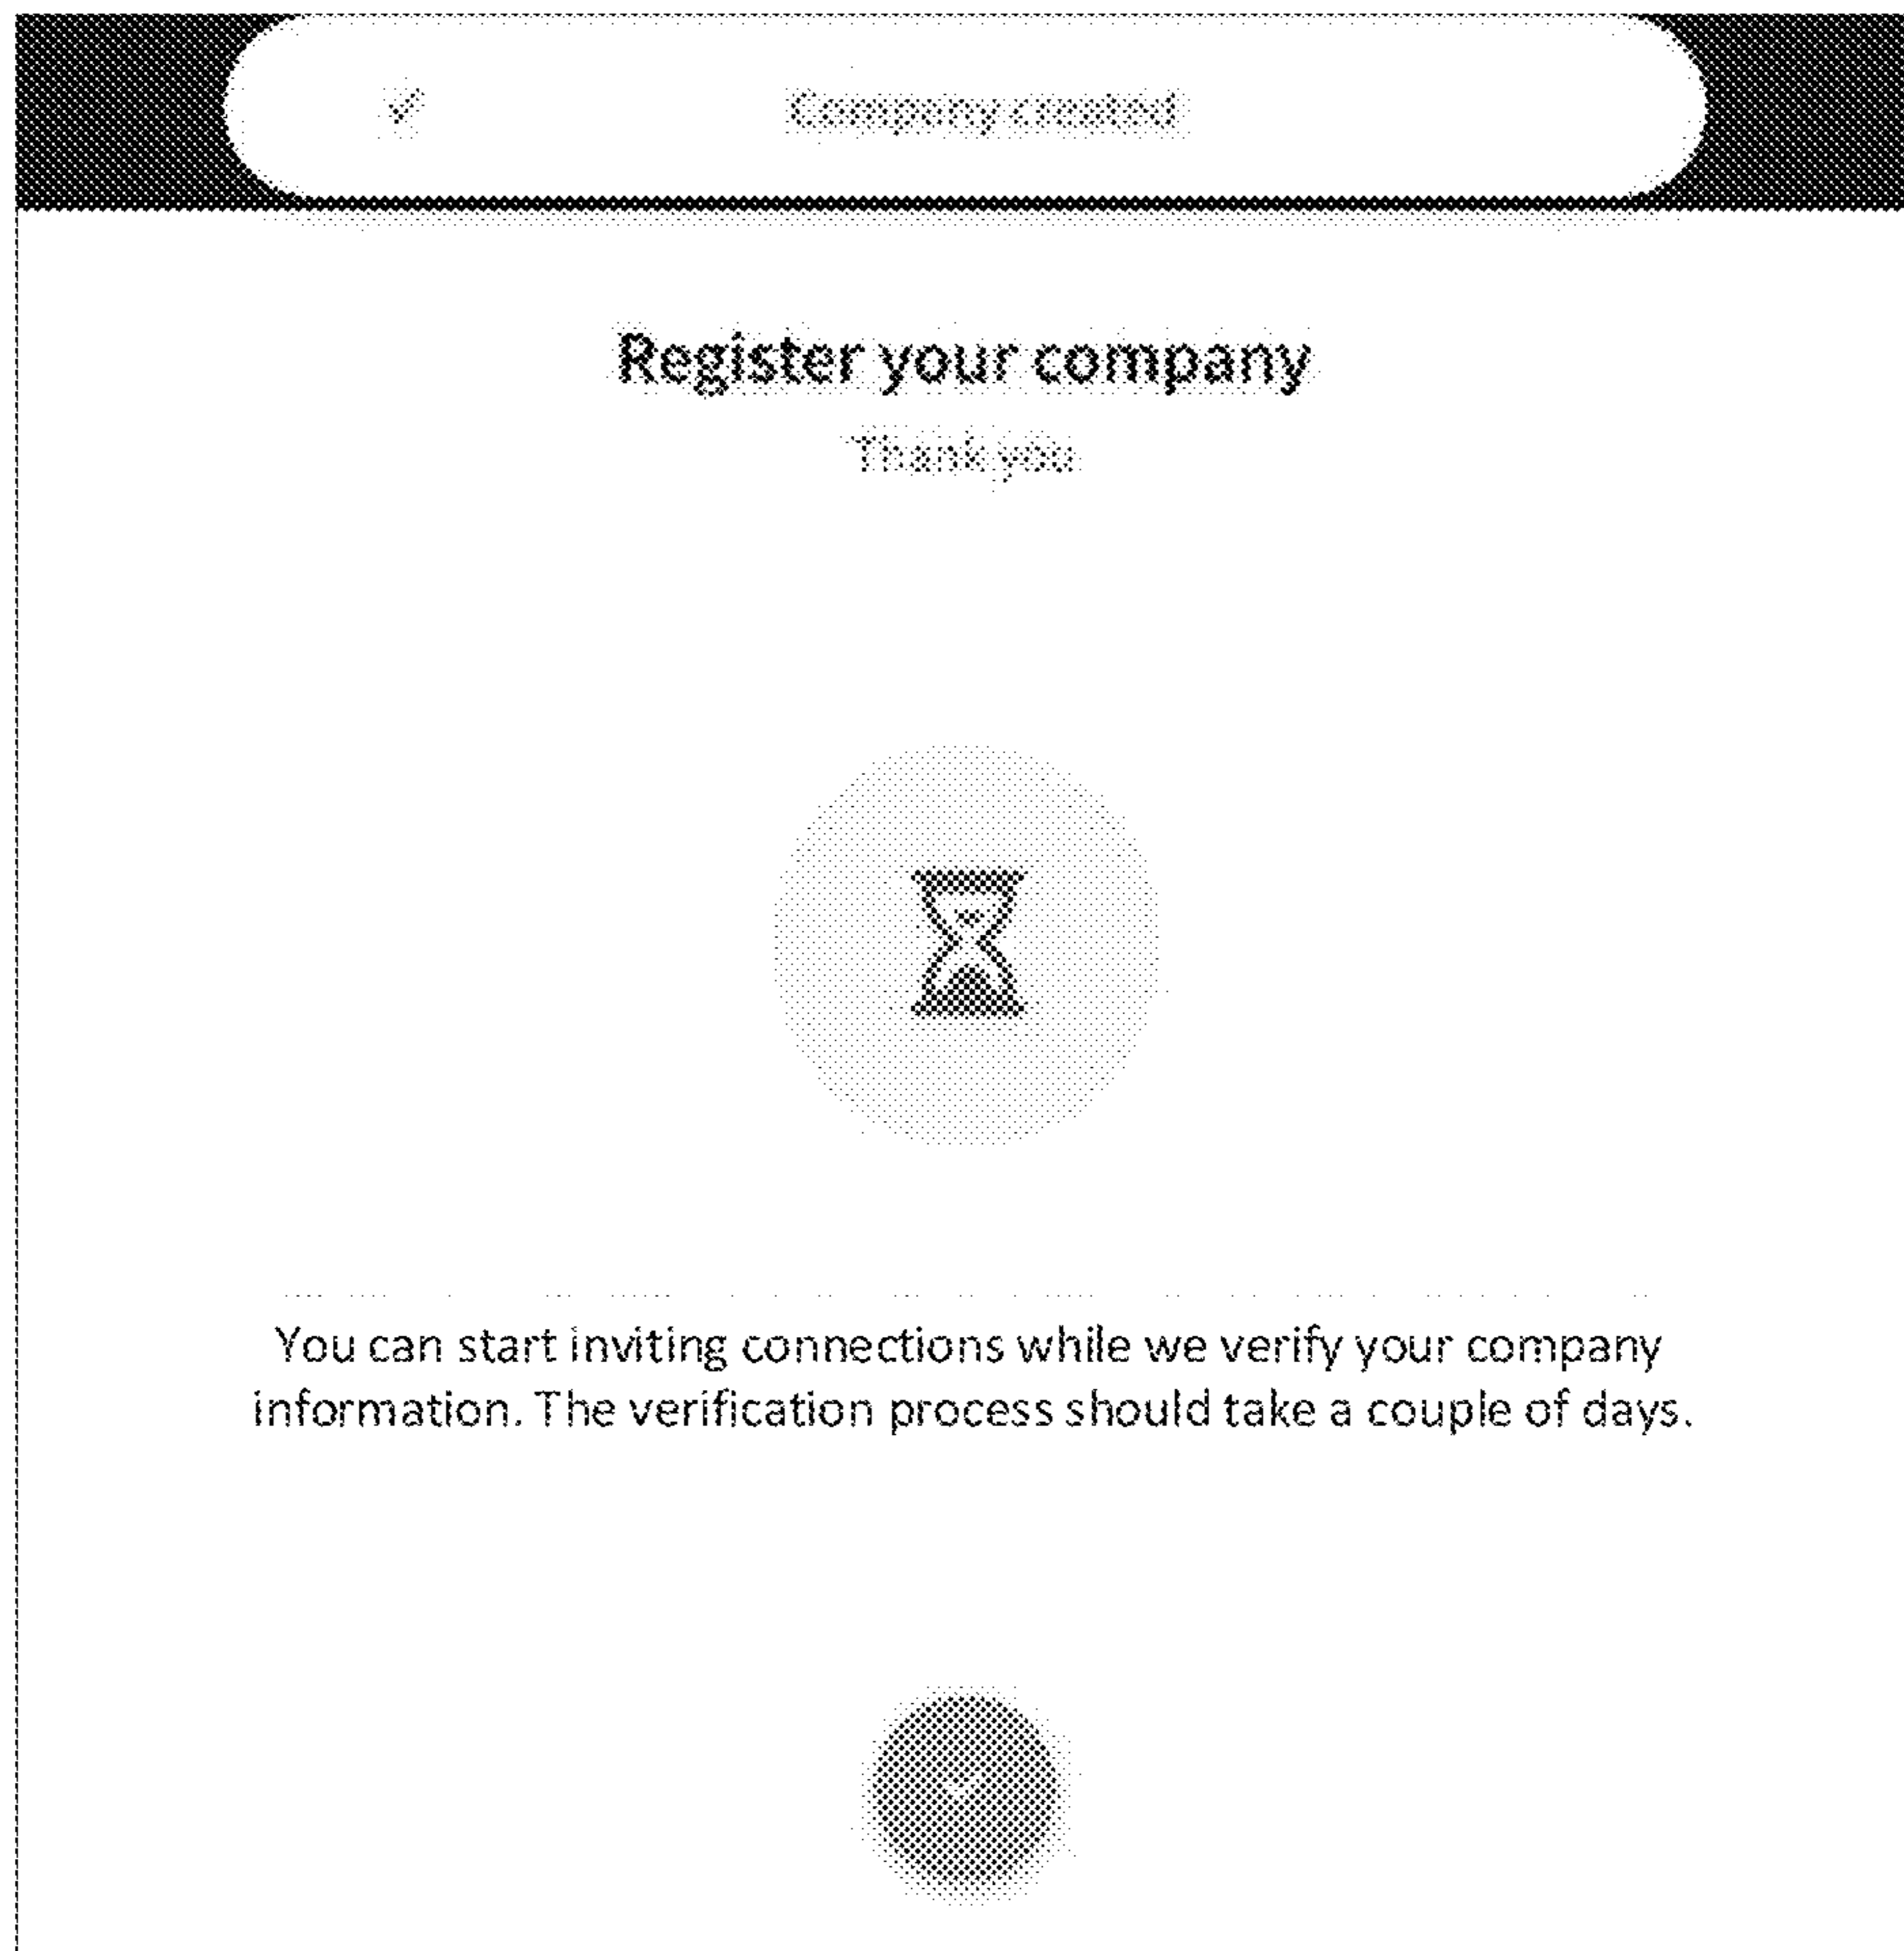 Company created
Register your company
Thank you
You can start inviting connections while we verify your company
information. The verification process should take a couple of days.